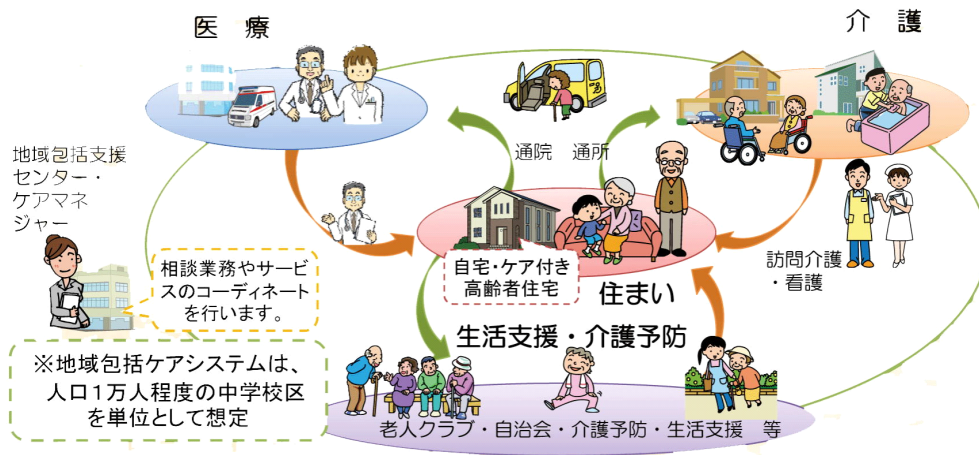 医 療
介 護
通院 通所
地域包括支援
センター・
ケアマネ
ジャー
相談業務やサービ
スのコーディネート
を行います。
訪問介護
・看護
自宅・ケア付き
高齢者住宅
住まい
生活支援・介護予防
※地域包括ケアシステムは、
人口1万人程度の中学校区
を単位として想定
老人クラブ・自治会・介護予防・生活支援 等